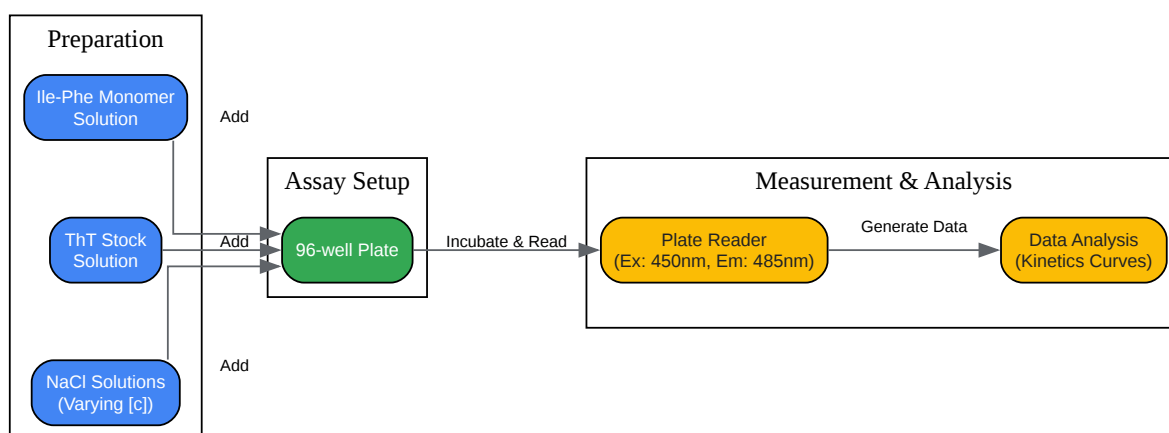 Preparation
Ile-Phe Monomer
Solution
Add
ThT Stock
Solution
Add
NaCl Solutions
(Varying [c])
Add
Assay Setup
96-well Plate
Incubate & Read
Measurement & Analysis
Plate Reader
(Ex: 450nm, Em: 485nm)
Generate Data
Data Analysis
(Kinetics Curves)